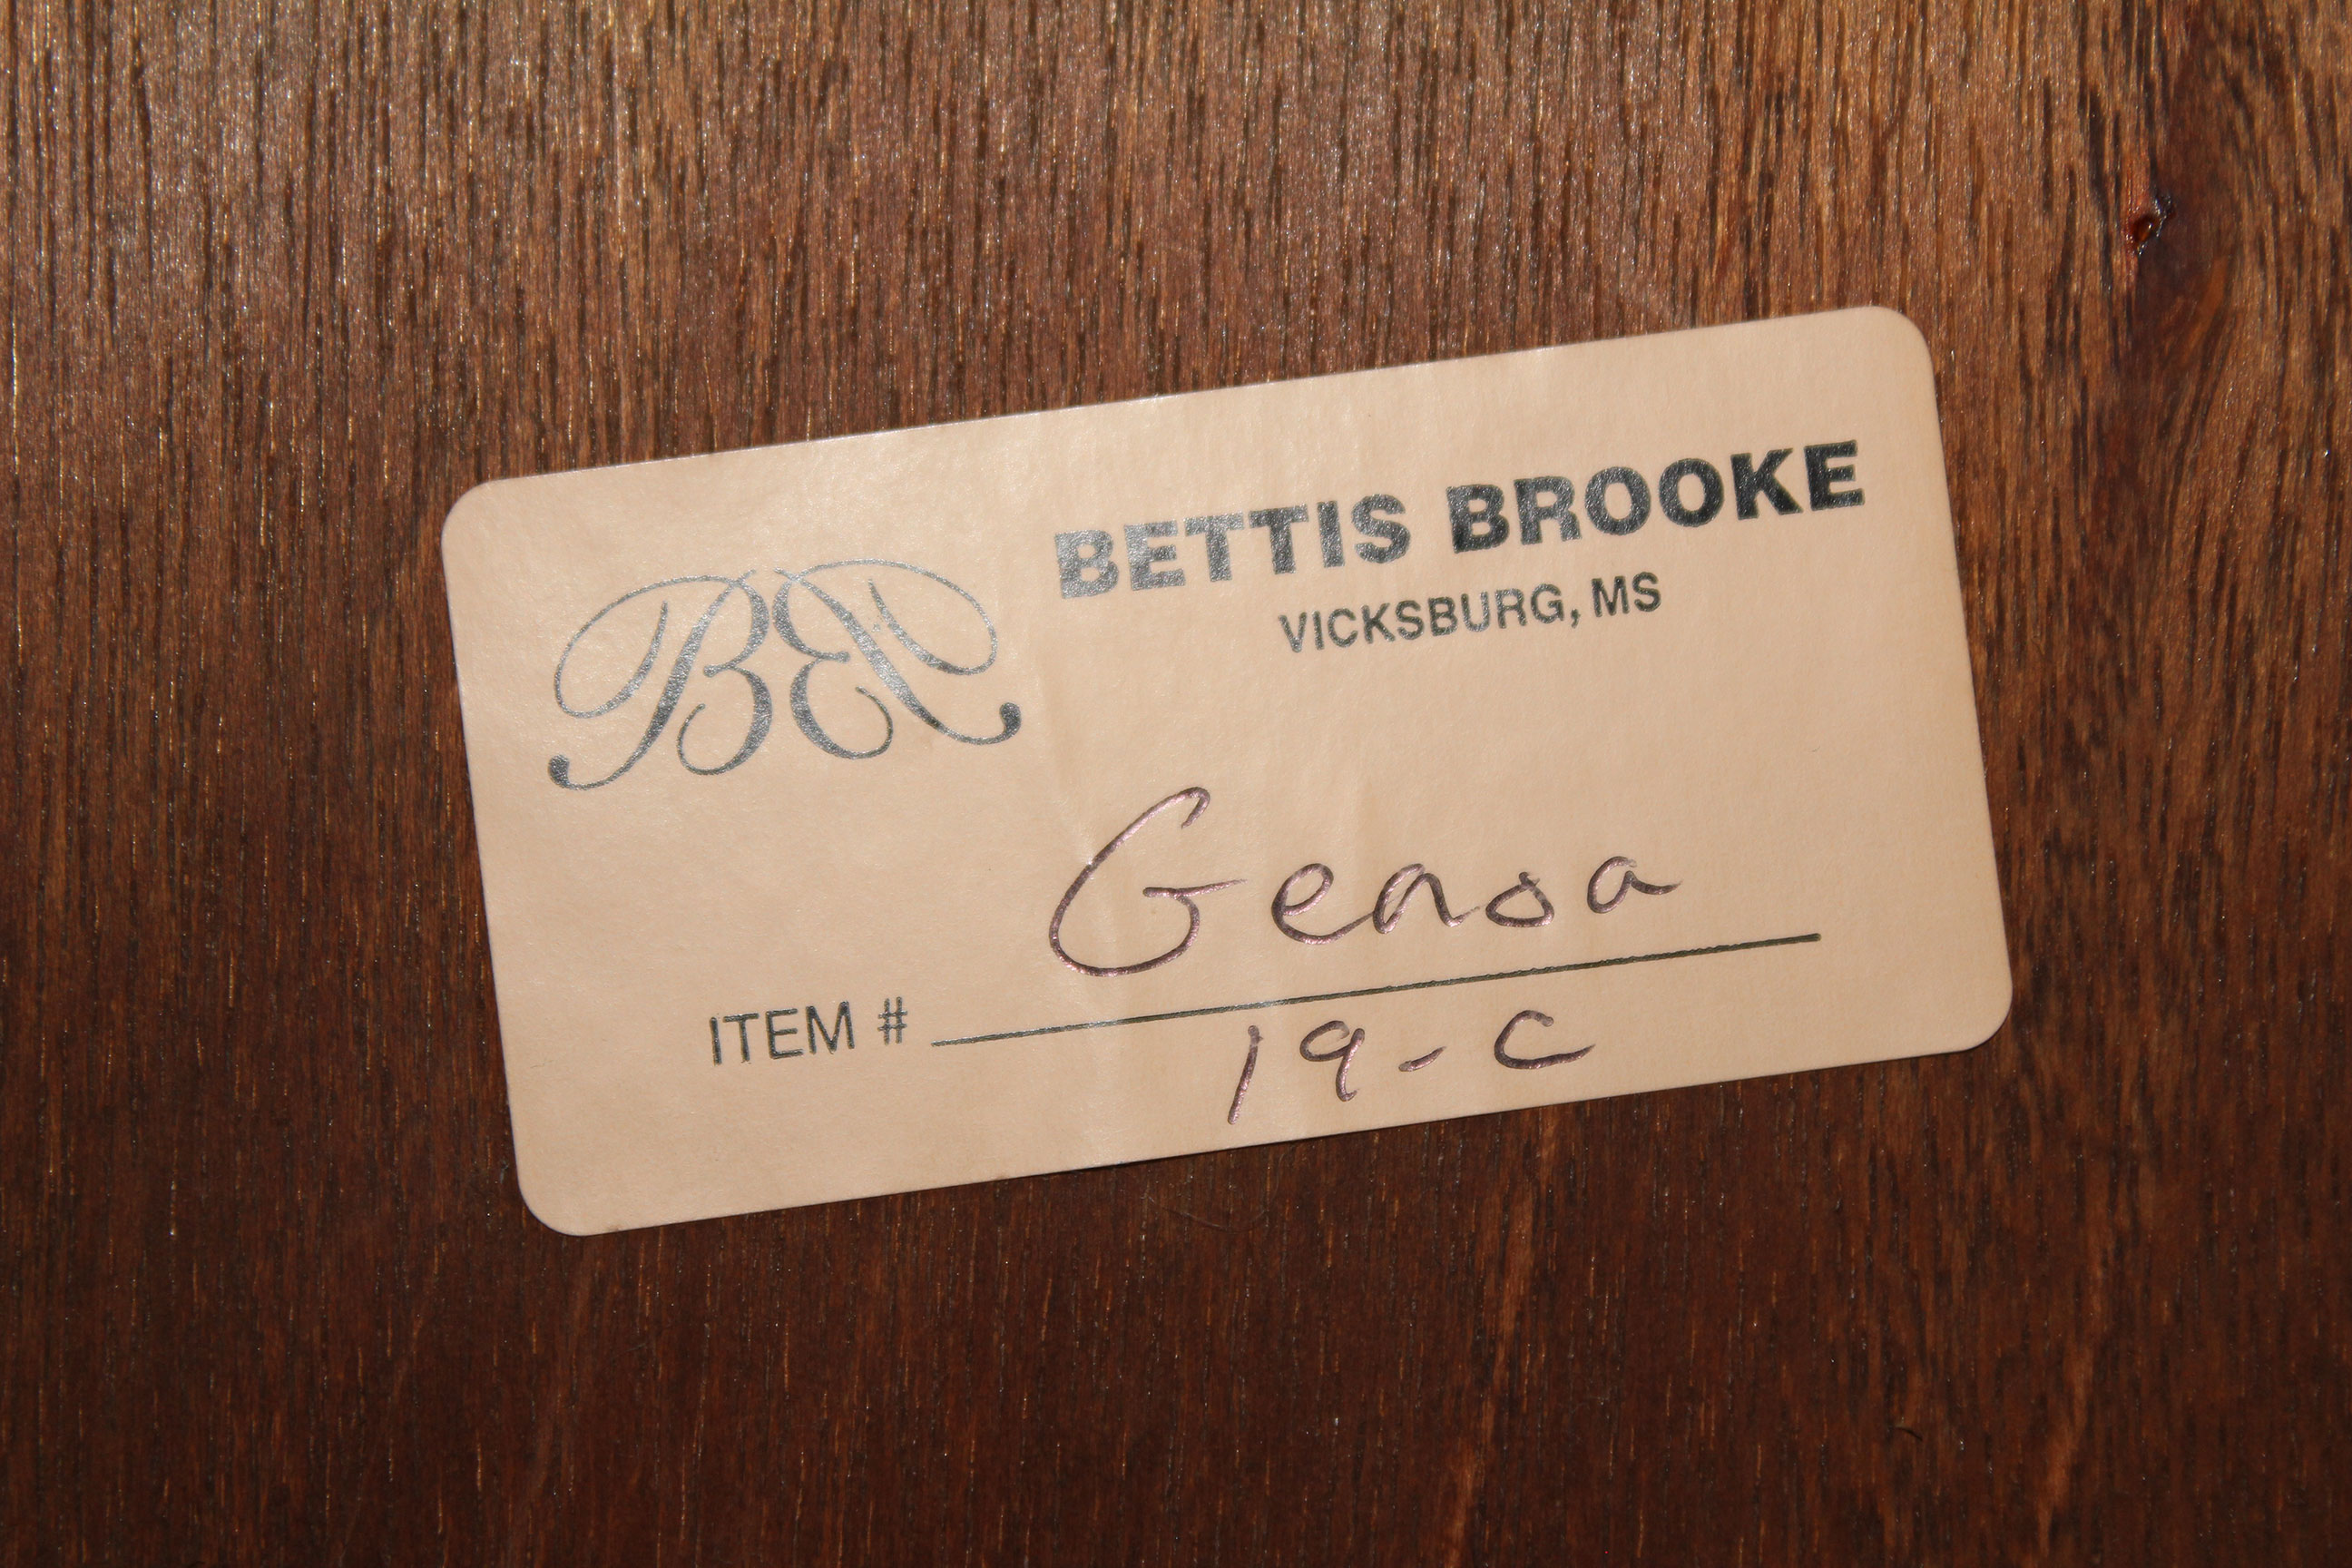 BB
BETTIS BROOKE
VICKSBURG, MS
Genoa
ITEM #
19-C